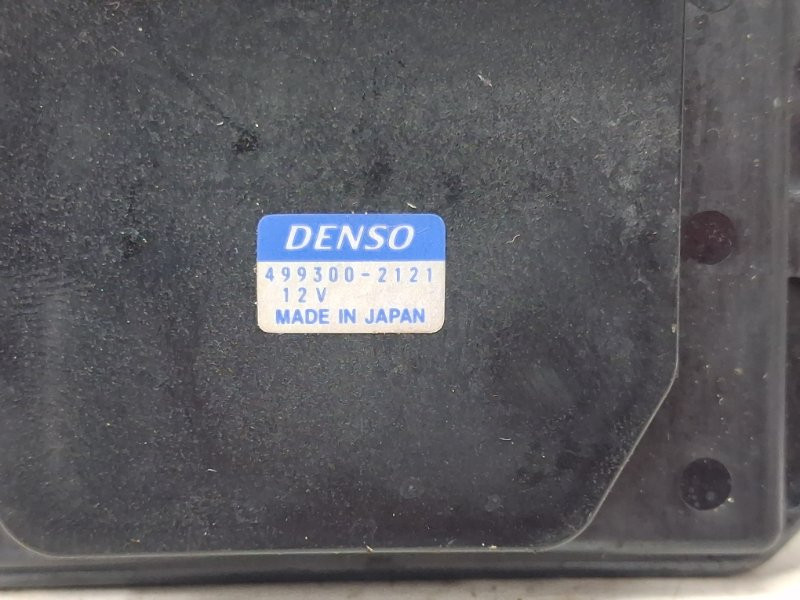 DENSO
499300-2121
12V
MADE IN JAPAN